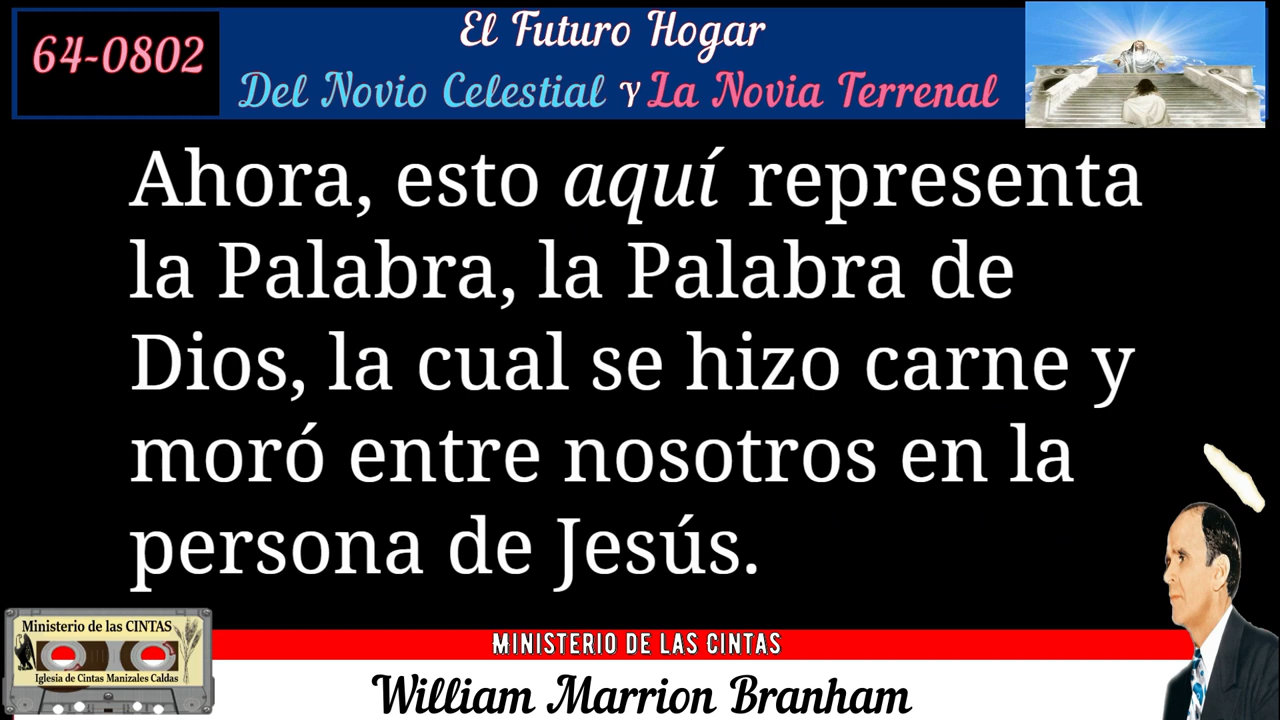 64-0802
El Futuro Hogar
Del Novio Celestial Y La Novia Terrenal
Ahora, esto aquí representa
la Palabra, la Palabra de
Dios, la cual se hizo carne y
moró entre nosotros en la
persona de Jesús.
Ministerio de las CINTAS
Iglesia de Cintas Manizales Caldas
MINISTERIO DE LAS CINTAS
William Marrion Branham